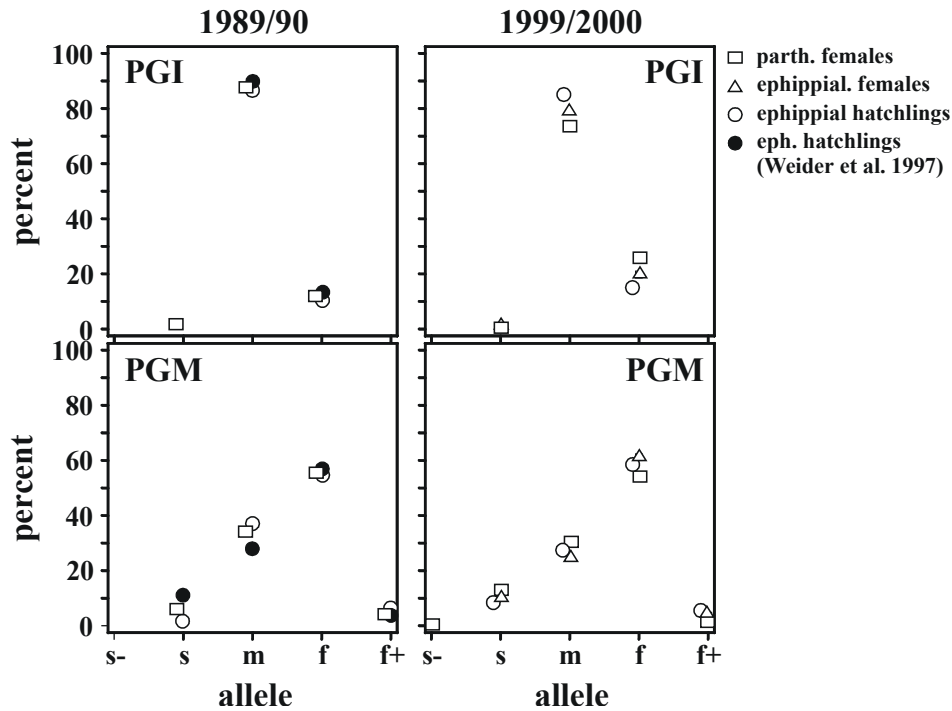 1989/90 1999/2000
100 PGI PGI
80
60
40
20
0
percent
100 PGM PGM
80
60
40
20
0
percent
s- s m f f+ s- s m f f+
allele allele
parth. females
ephippial. females
ephippial hatchlings
eph. hatchlings
(Weider et al. 1997)